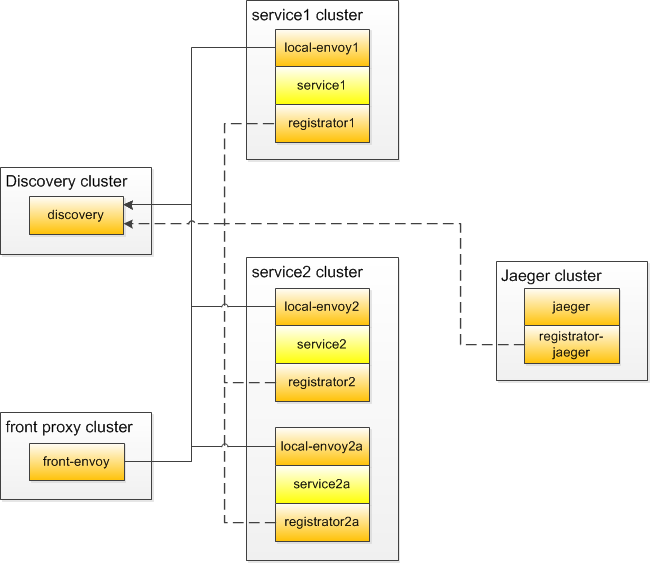 service1 cluster
local-envoy1
service1
registrator1
Discovery cluster
discovery
service2 cluster
local-envoy2
service2
registrator2
local-envoy2a
service2a
registrator2a
Jaeger cluster
jaeger
registrator-
jaeger
front proxy cluster
front-envoy